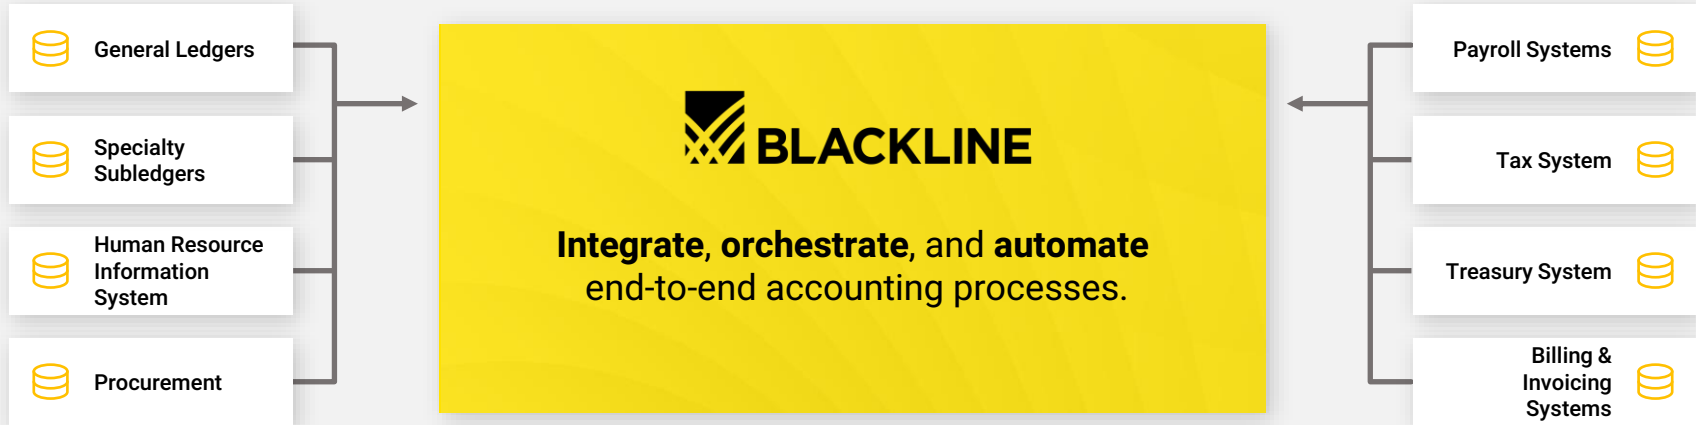 General Ledgers
Specialty
Subledgers
Human Resource
Information
System
Procurement
BLACKLINE
Integrate, orchestrate, and automate
end-to-end accounting processes.
Payroll Systems
Tax System
Treasury System
Billing &
Invoicing
Systems